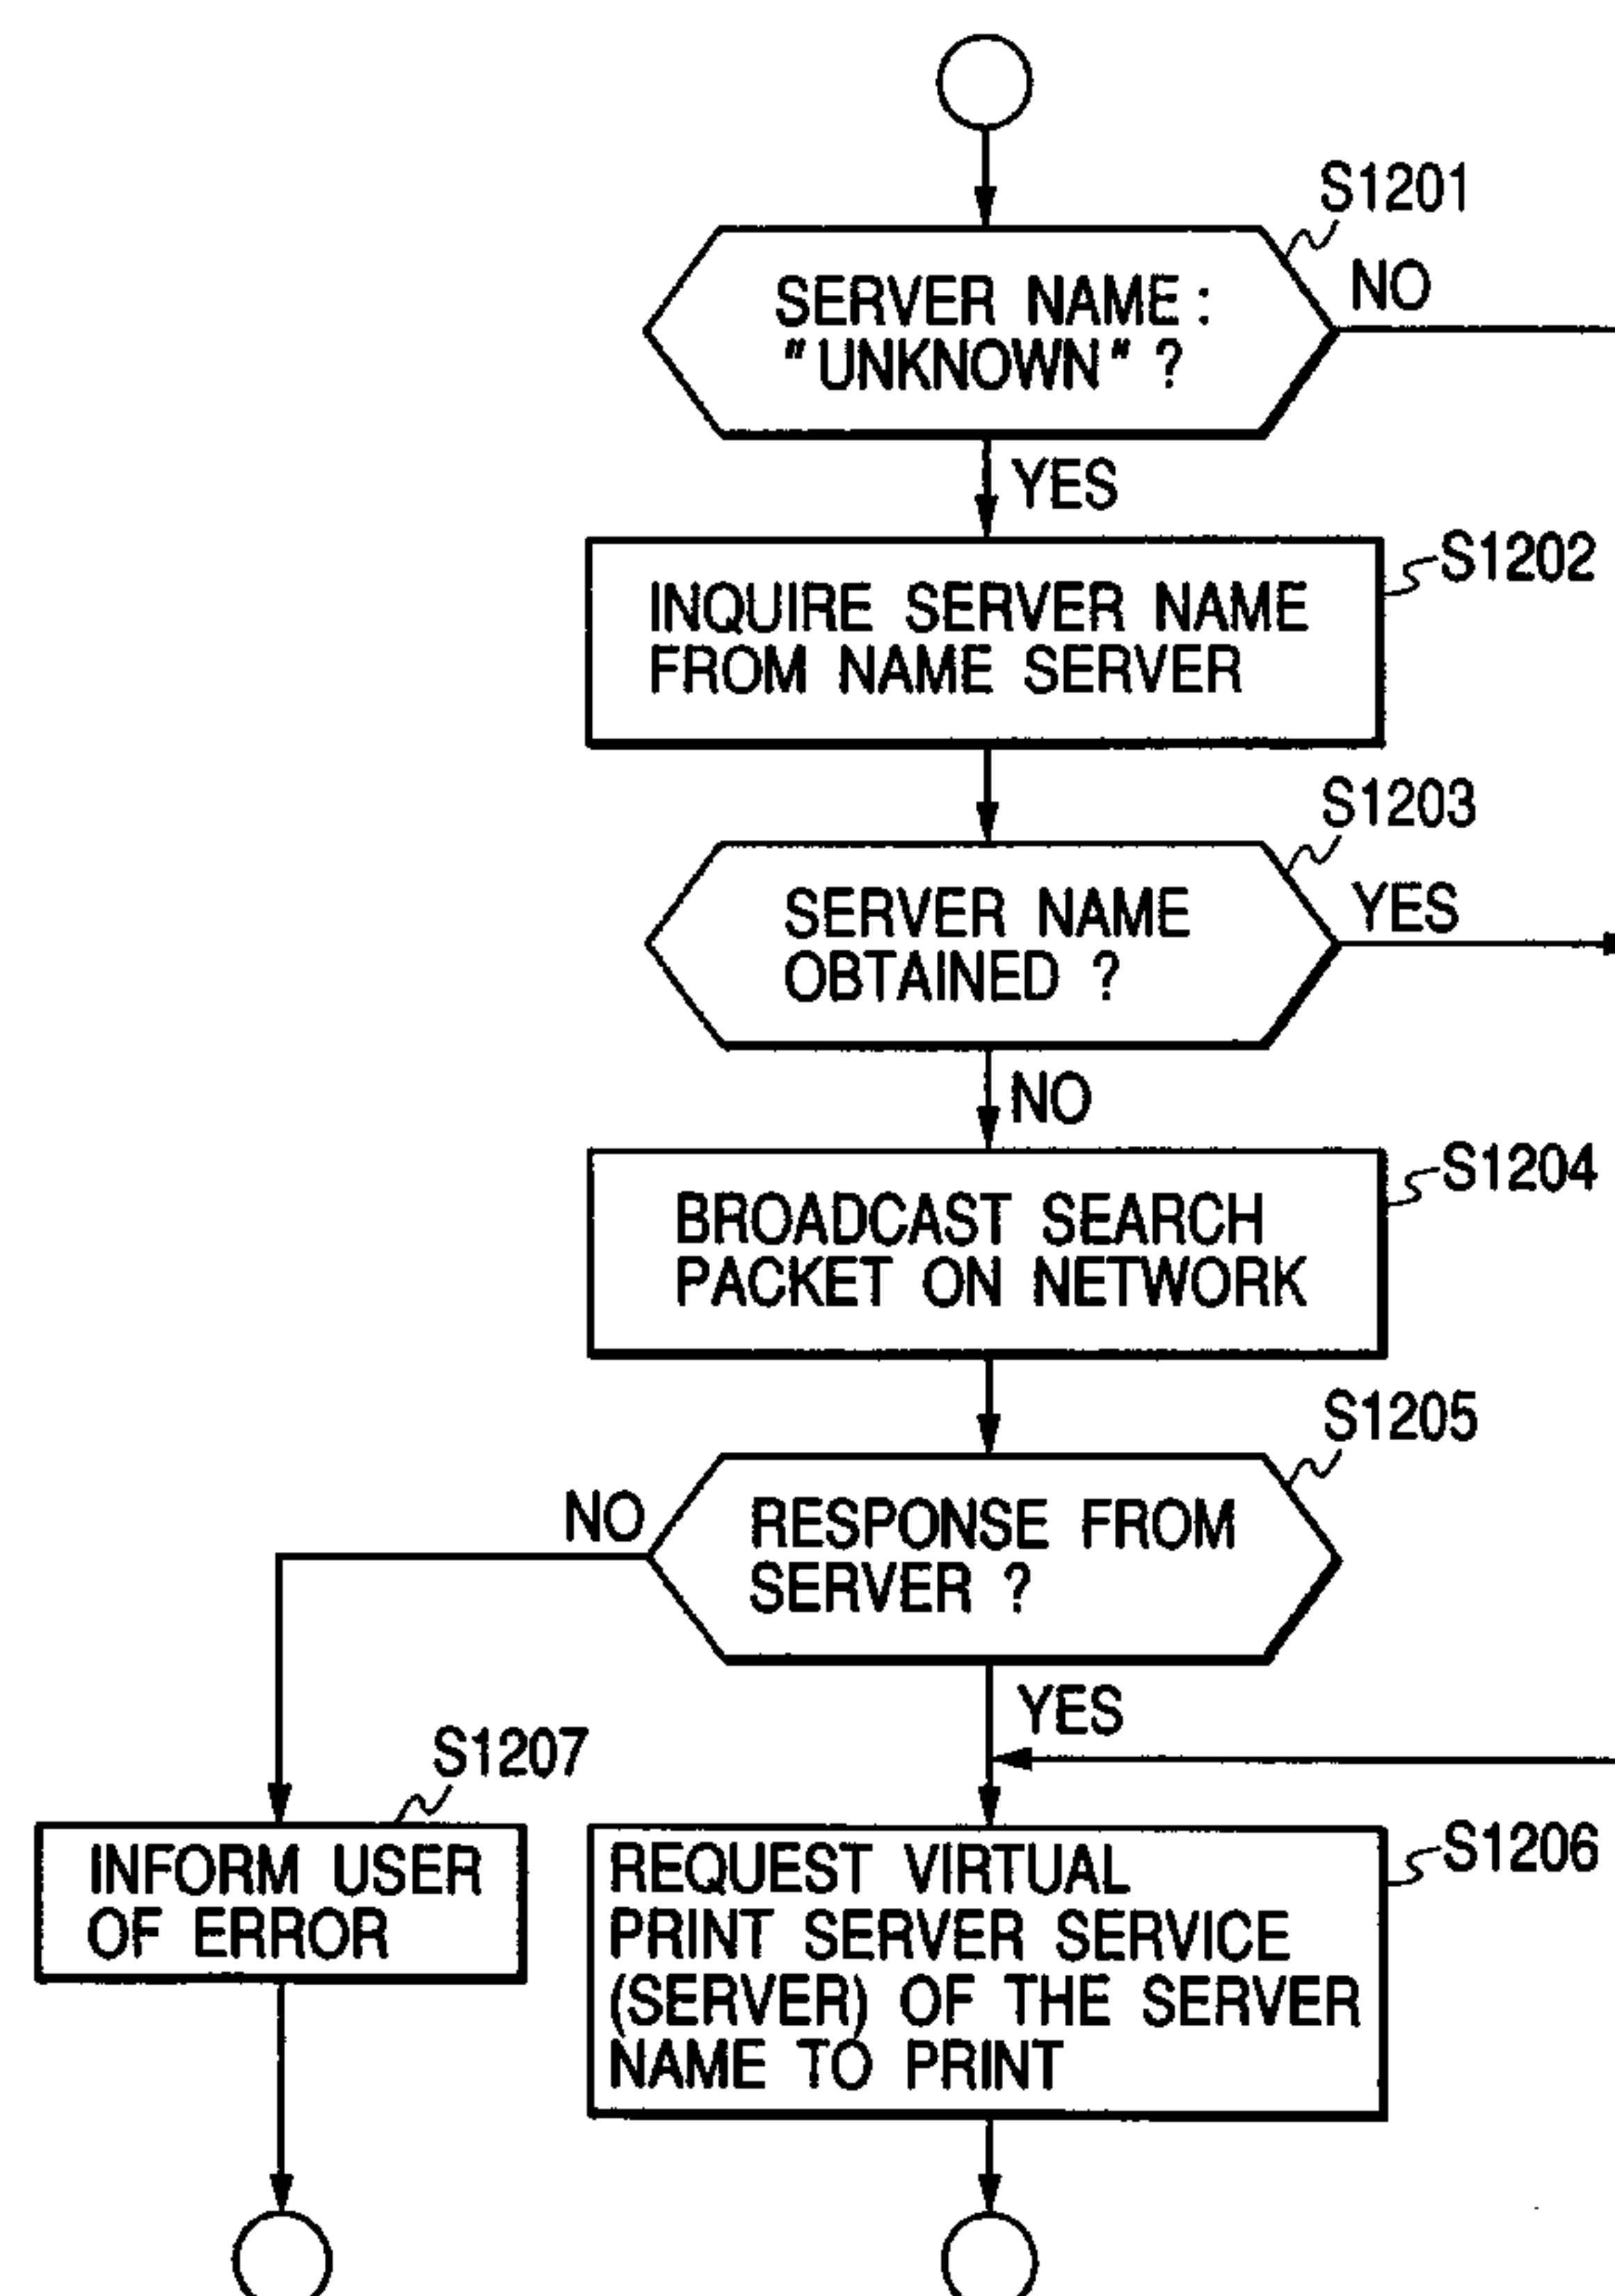 S1201
SERVER NAME:
"UNKNOWN" ?
NO
YES
S1202
INQUIRE SERVER NAME
FROM NAME SERVER
S1203
SERVER NAME
OBTAINED ?
YES
NO
S1204
BROADCAST SEARCH
PACKET ON NETWORK
S1205
NO
RESPONSE FROM
SERVER ?
YES
S1207
INFORM USER
OF ERROR
S1206
REQUEST VIRTUAL
PRINT SERVER SERVICE
(SERVER) OF THE SERVER
NAME TO PRINT